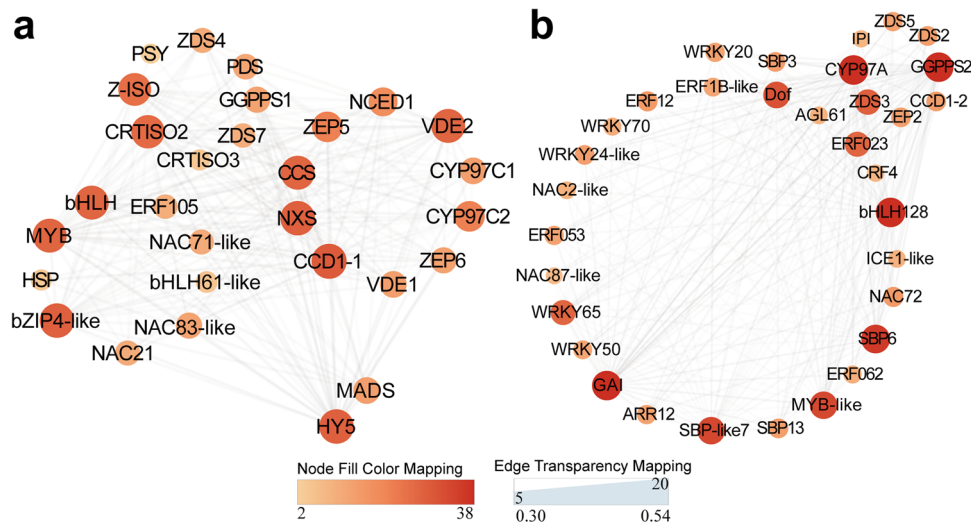 a
ZDS4
PSY
PDS
Z-ISO
GGPPS1
NCED1
CRTISO2
ZDS7
ZEP5
VDE2
CRTISO3
CCS
CYP97C1
bHLH
ERF105
NXS
CYP97C2
MYB
NAC71-like
CCD1-1
ZEP6
HSP
bHLH61-like
VDE1
bZIP4-like
NAC83-like
NAC21
MADS
HY5
b
ZDS5
IPI
ZDS2
WRKY20
SBP3
CYP97A
GGPPS2
ERF1B-like
Dof
ERF12
ZDS3
CCD1-2
AGL61
ZEP2
WRKY70
ERF023
WRKY24-like
CRF4
NAC2-like
bHLH128
ERF053
ICE1-like
NAC87-like
NAC72
WRKY65
SBP6
WRKY50
ERF062
GAI
MYB-like
ARR12
SBP-like7
SBP13
Node Fill Color Mapping
2 38
Edge Transparency Mapping
5 20
0.30 0.54